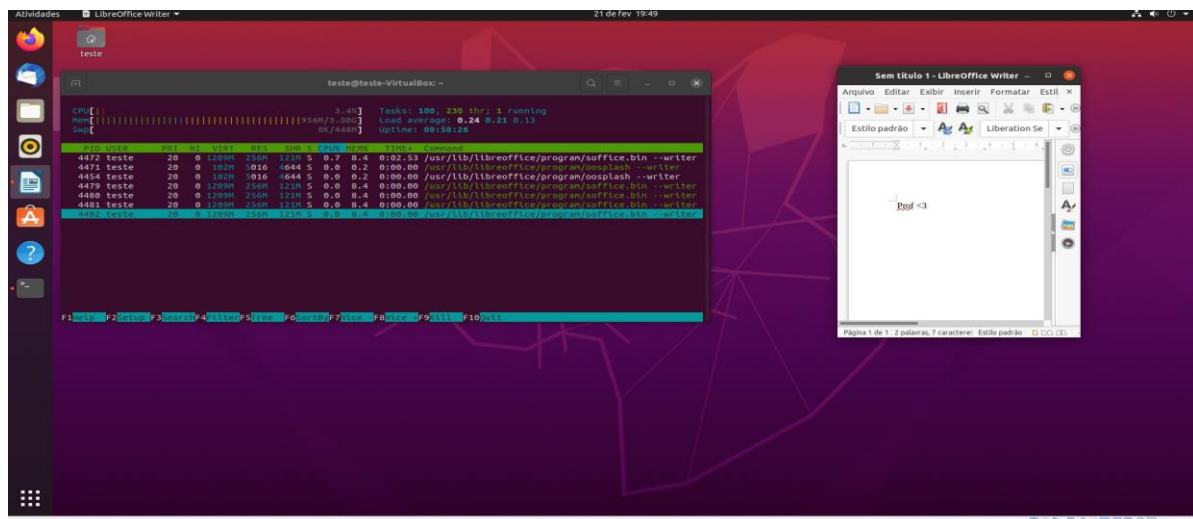 Atividades LibreOffice Writer 21 de fev 19:49
teste
teste@teste-VirtualBox: ~
CPU[|| 3.4%] Tasks: 100, 230 thr; 1 running
Mem[||||||||||||||||||||||||||||||||||||||||956M/3.00G] Load average: 0.24 0.21 0.13
Swp[ 0K/448M] Uptime: 00:58:26
PID USER PRI NI VIRT RES SHR S CPU% MEM% TIME+ Command
4472 teste 20 0 1209M 256M 121M S 0.7 8.4 0:02.53 /usr/lib/libreoffice/program/soffice.bin --writer
4471 teste 20 0 102M 5016 4644 S 0.0 0.2 0:00.00 /usr/lib/libreoffice/program/oosplash --writer
4454 teste 20 0 102M 5016 4644 S 0.0 0.2 0:00.00 /usr/lib/libreoffice/program/oosplash --writer
4479 teste 20 0 1209M 256M 121M S 0.0 8.4 0:00.00 /usr/lib/libreoffice/program/soffice.bin --writer
4480 teste 20 0 1209M 256M 121M S 0.0 8.4 0:00.00 /usr/lib/libreoffice/program/soffice.bin --writer
4481 teste 20 0 1209M 256M 121M S 0.0 8.4 0:00.00 /usr/lib/libreoffice/program/soffice.bin --writer
4492 teste 20 0 1209M 256M 121M S 0.0 8.4 0:00.00 /usr/lib/libreoffice/program/soffice.bin --writer
F1Help F2Setup F3SearchF4FilterF5Tree F6SortByF7Nice -F8Nice +F9Kill F10Quit
Sem título 1 - LibreOffice Writer
Arquivo Editar Exibir Inserir Formatar Estil
Estilo padrão Liberation Se
Prof <3
Página 1 de 1 2 palavras, 7 caractere: Estilo padrão